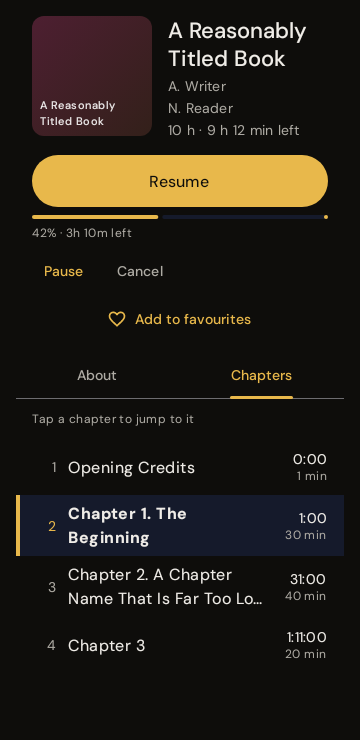 A Reasonably
Titled Book
A Reasonably
Titled Book
A. Writer
N. Reader
10 h · 9 h 12 min left
Resume
42% · 3h 10m left
Pause
Cancel
Add to favourites
About
Chapters
Tap a chapter to jump to it
1 Opening Credits 0:00
1 min
2 Chapter 1. The
Beginning
1:00
30 min
3 Chapter 2. A Chapter
Name That Is Far Too Lo…
31:00
40 min
4 Chapter 3 1:11:00
20 min